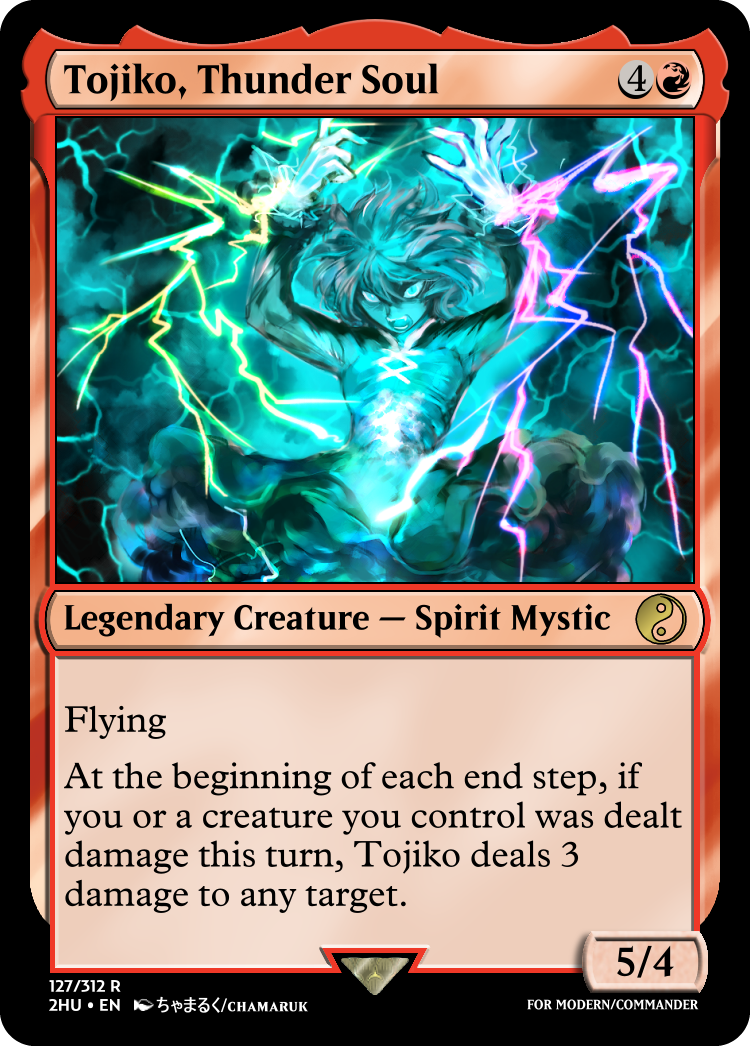 Tojiko, Thunder Soul 4
Legendary Creature — Spirit Mystic
Flying
At the beginning of each end step, if
you or a creature you control was dealt
damage this turn, Tojiko deals 3
damage to any target.
5/4
127/312 R
2HU • EN ちゃまるく/CHAMARUK
FOR MODERN/COMMANDER